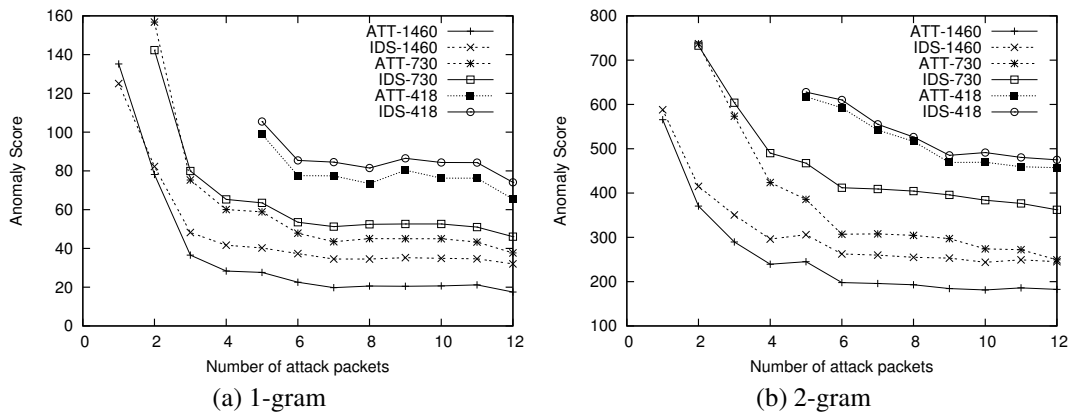 160
140
120
100
80
60
40
20
0
Anomaly Score
0 2 4 6 8 10 12
Number of attack packets
ATT-1460
IDS-1460
ATT-730
IDS-730
ATT-418
IDS-418
(a) 1-gram
800
700
600
500
400
300
200
100
Anomaly Score
0 2 4 6 8 10 12
Number of attack packets
ATT-1460
IDS-1460
ATT-730
IDS-730
ATT-418
IDS-418
(b) 2-gram